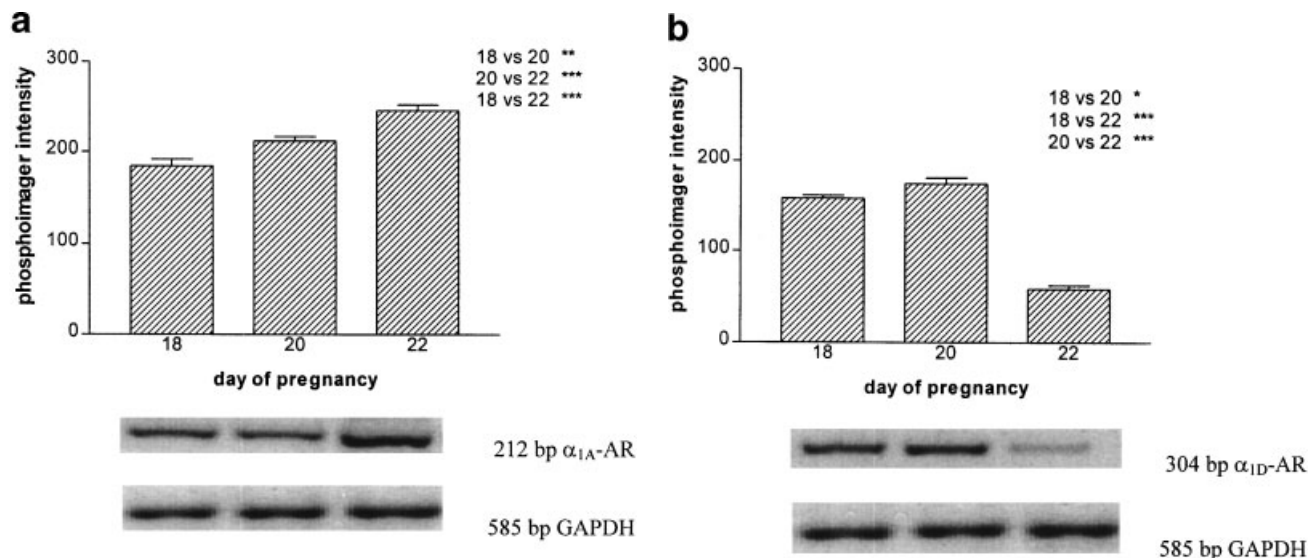 a
300
200
100
0
phosphoimager intensity
18 vs 20 **
20 vs 22 ***
18 vs 22 ***
18 20 22
day of pregnancy
212 bp α1A-AR
585 bp GAPDH
b
300
200
100
0
phosphoimager intensity
18 vs 20 *
18 vs 22 ***
20 vs 22 ***
18 20 22
day of pregnancy
304 bp α1D-AR
585 bp GAPDH